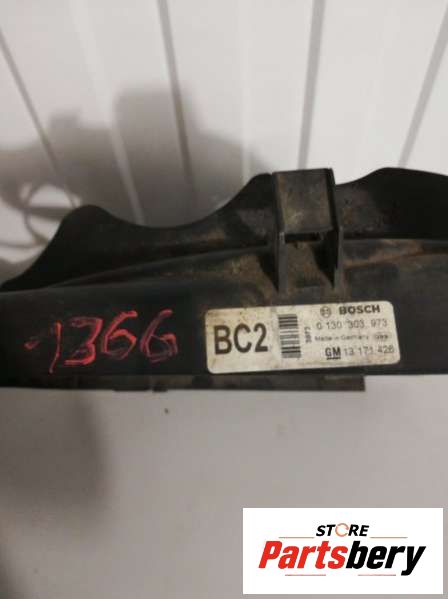 1366
BC2
BOSCH
0 130 303 973
Made in Germany
GM 13 171 426
STORE
Partsbery